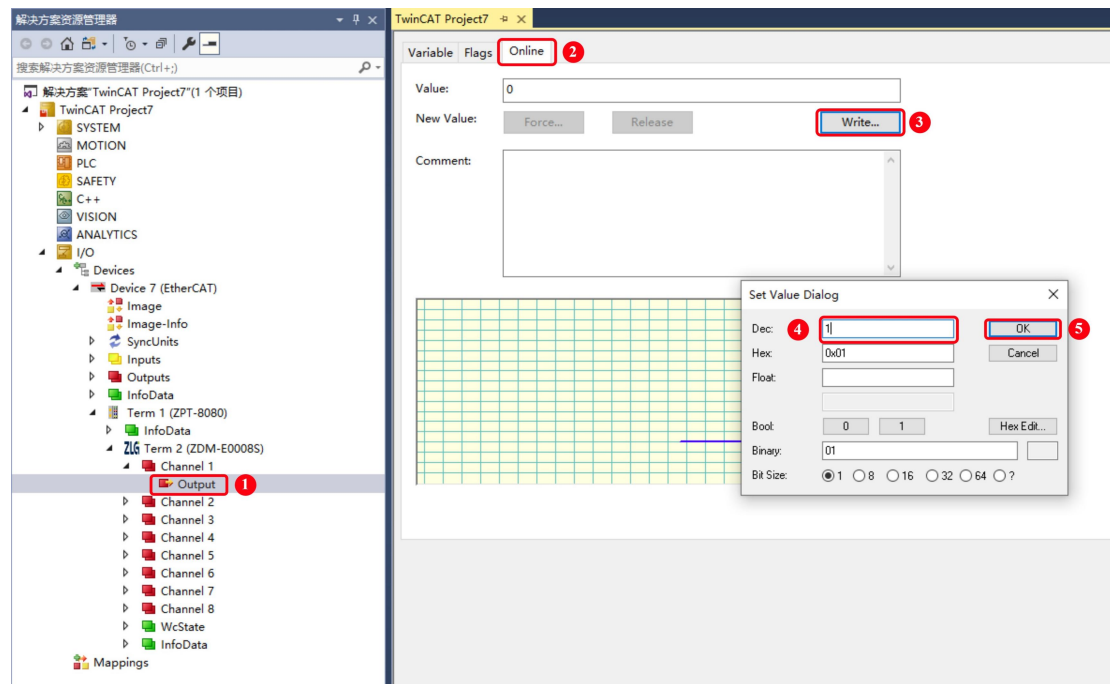 解决方案资源管理器
搜索解决方案资源管理器(Ctrl+;)
解决方案"TwinCAT Project7"(1 个项目)
TwinCAT Project7
SYSTEM
MOTION
PLC
SAFETY
C++
VISION
ANALYTICS
I/O
Devices
Device 7 (EtherCAT)
Image
Image-Info
SyncUnits
Inputs
Outputs
InfoData
Term 1 (ZPT-8080)
InfoData
ZLG Term 2 (ZDM-E0008S)
Channel 1
Output 1
Channel 2
Channel 3
Channel 4
Channel 5
Channel 6
Channel 7
Channel 8
WcState
InfoData
Mappings
TwinCAT Project7
Variable Flags Online 2
Value: 0
New Value: Force... Release Write... 3
Comment:
Set Value Dialog
Dec: 4 1 OK 5
Hex: 0x01 Cancel
Float:
Bool: 0 1 Hex Edit...
Binary: 01
Bit Size: 1 8 16 32 64 ?